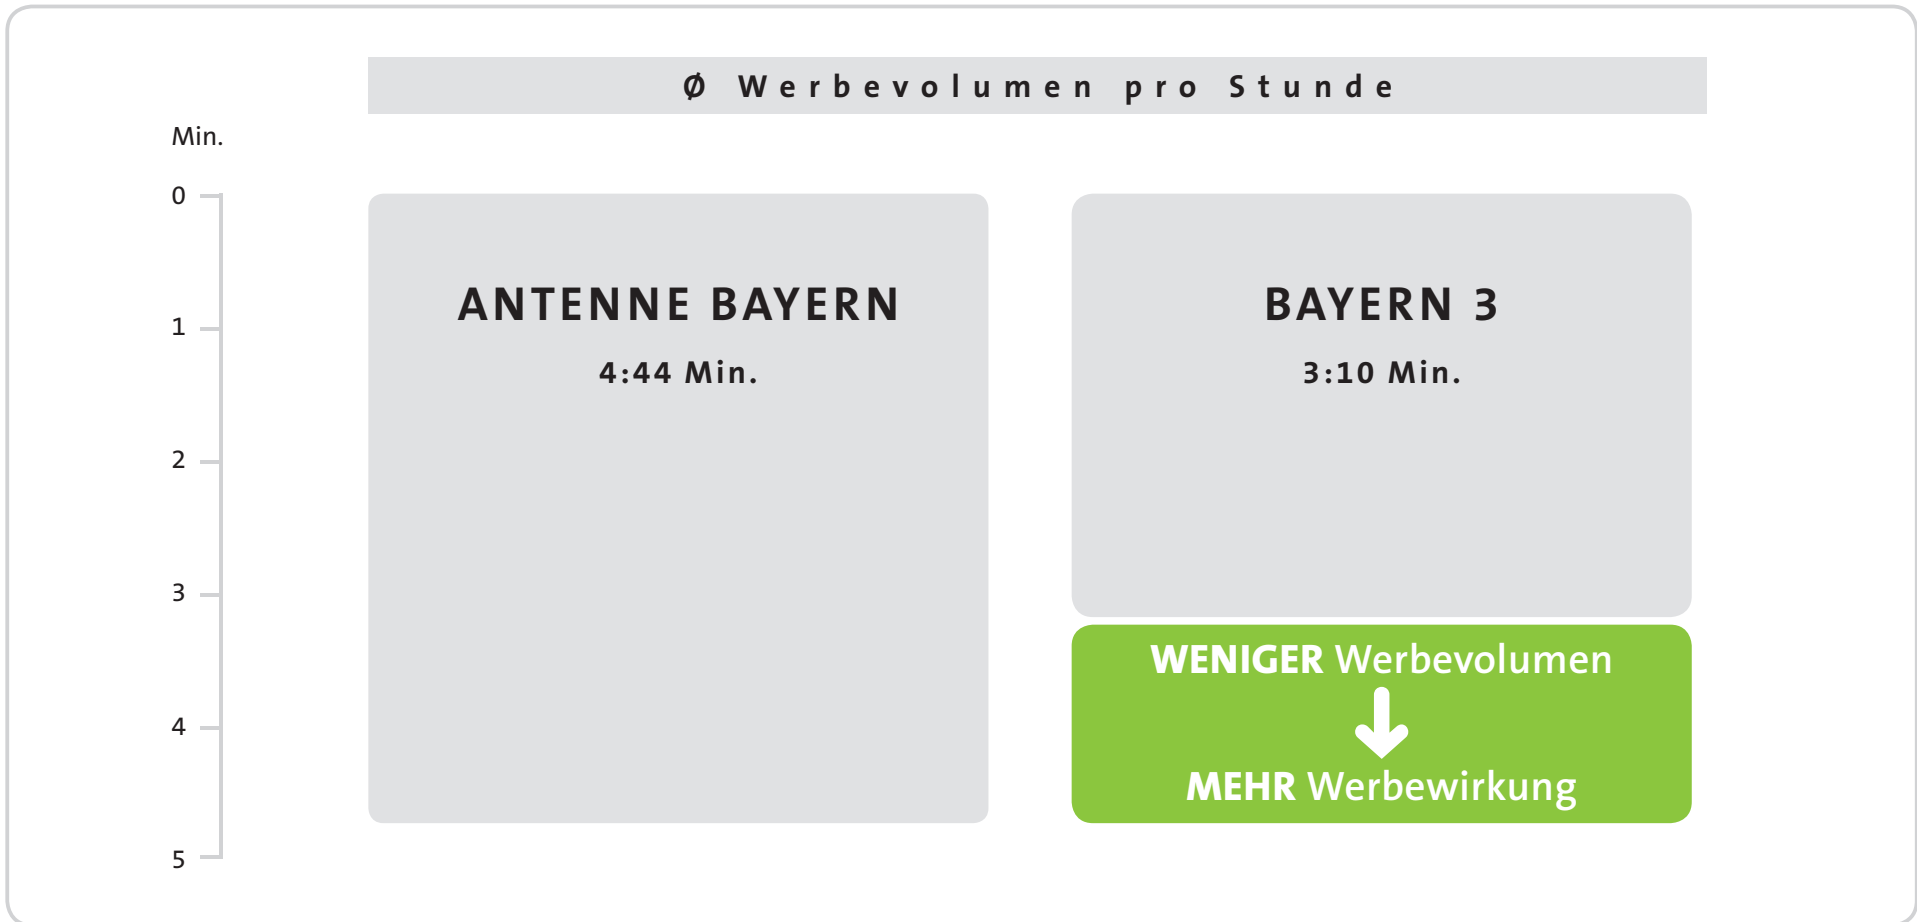 Ø Werbevolumen pro Stunde
Min.
0
1
2
3
4
5
ANTENNE BAYERN
4:44 Min.
BAYERN 3
3:10 Min.
WENIGER Werbevolumen
MEHR Werbewirkung